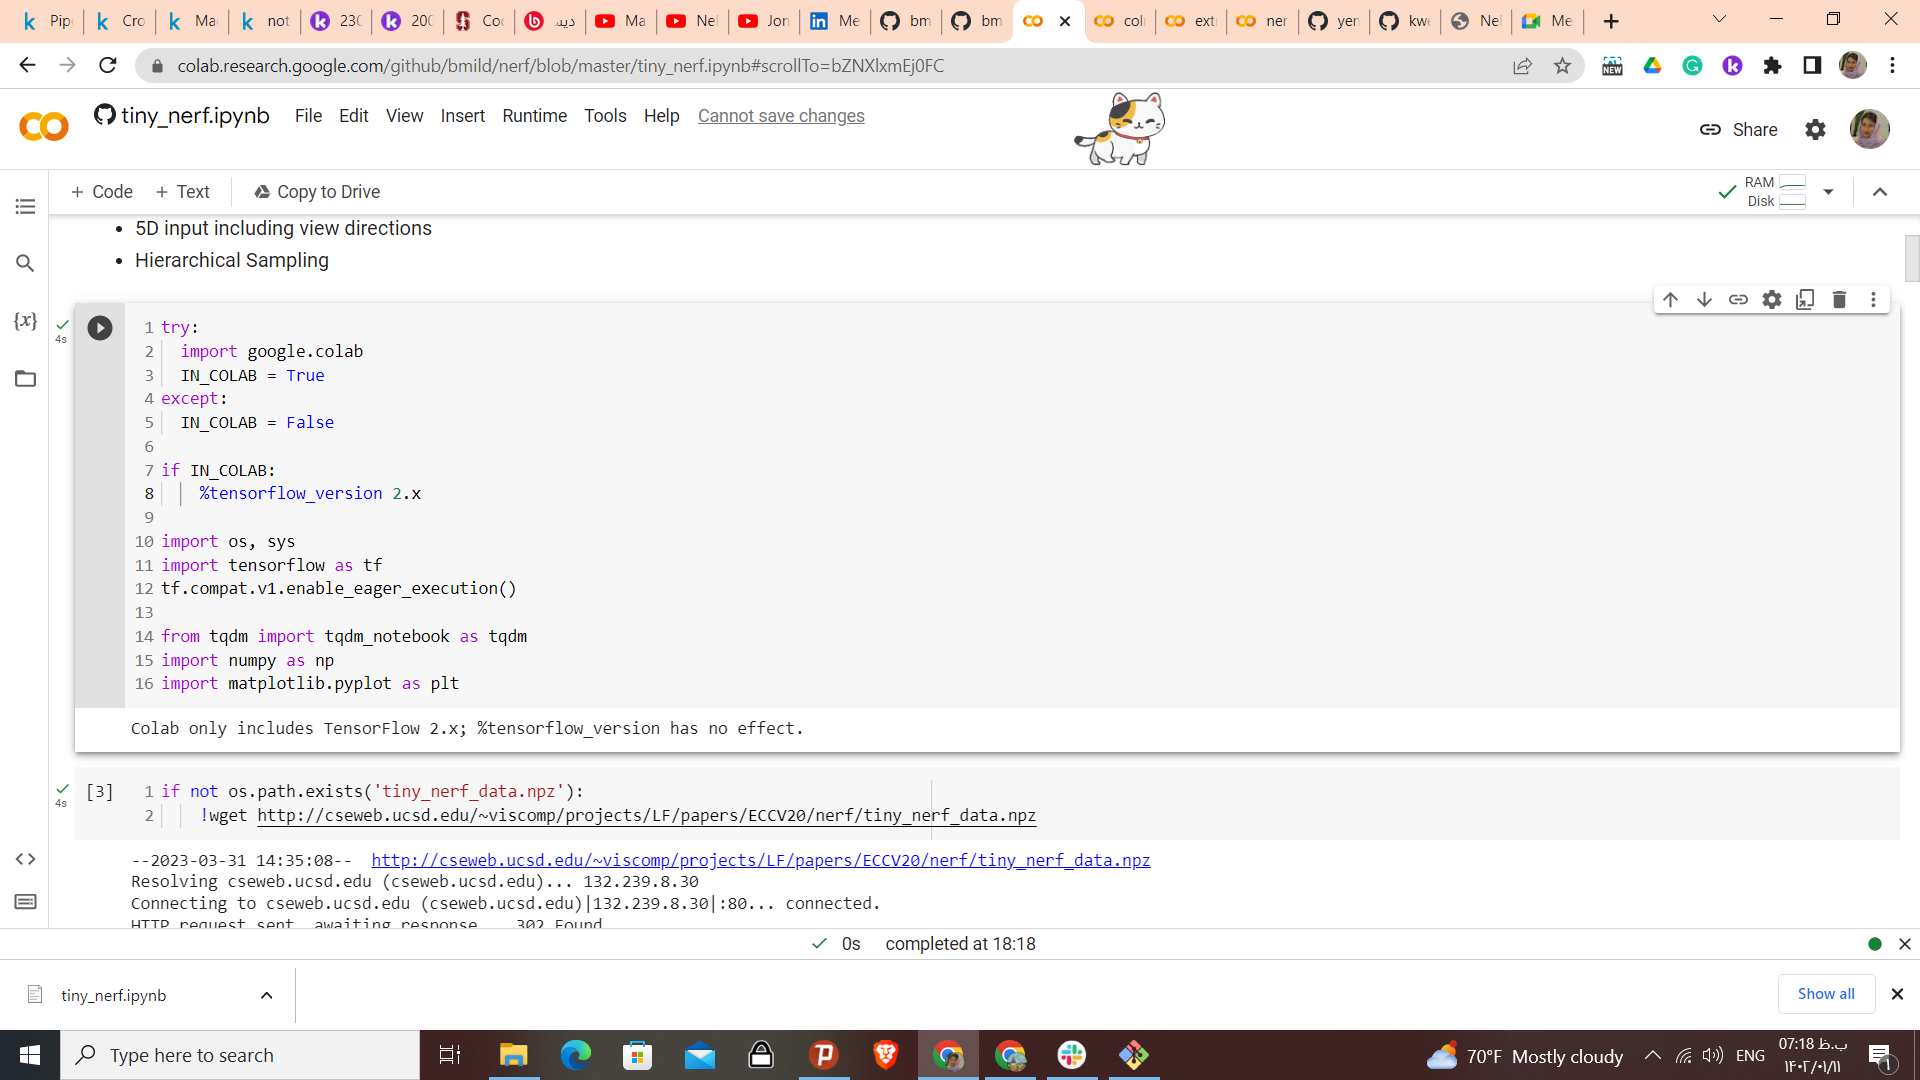 Pip
Cro
Ma
not
230
200
Coc
دیـ
Ma
Nel
Jor
Me
bm
bm
col
ext
ner
yer
kwe
Nel
Me
colab.research.google.com/github/bmild/nerf/blob/master/tiny_nerf.ipynb#scrollTo=bZNXlxmEj0FC
NEW
tiny_nerf.ipynb File Edit View Insert Runtime Tools Help Cannot save changes
Share
+ Code + Text Copy to Drive
RAM
Disk
• 5D input including view directions
• Hierarchical Sampling
{x}
4s
1 try:
2 import google.colab
3 IN_COLAB = True
4 except:
5 IN_COLAB = False
6
7 if IN_COLAB:
8 %tensorflow_version 2.x
9
10 import os, sys
11 import tensorflow as tf
12 tf.compat.v1.enable_eager_execution()
13
14 from tqdm import tqdm_notebook as tqdm
15 import numpy as np
16 import matplotlib.pyplot as plt
Colab only includes TensorFlow 2.x; %tensorflow_version has no effect.
4s
[3]
1 if not os.path.exists('tiny_nerf_data.npz'):
2 !wget http://cseweb.ucsd.edu/~viscomp/projects/LF/papers/ECCV20/nerf/tiny_nerf_data.npz
--2023-03-31 14:35:08-- http://cseweb.ucsd.edu/~viscomp/projects/LF/papers/ECCV20/nerf/tiny_nerf_data.npz
Resolving cseweb.ucsd.edu (cseweb.ucsd.edu)... 132.239.8.30
Connecting to cseweb.ucsd.edu (cseweb.ucsd.edu)|132.239.8.30|:80... connected.
HTTP request sent, awaiting response... 302 Found
0s completed at 18:18
tiny_nerf.ipynb
Show all
Type here to search
70°F Mostly cloudy
ENG
07:18 ب.ظ
۱۴۰۲/۰۱/۱۱
1